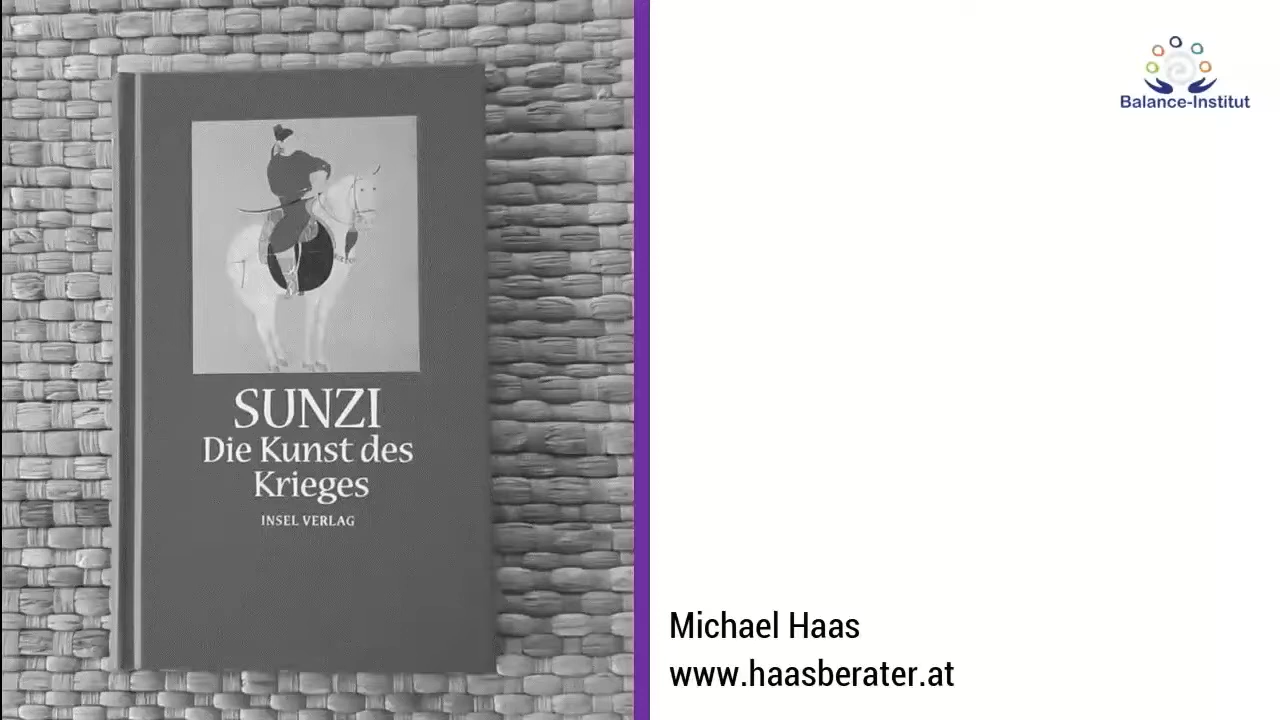 SUNZI
Die Kunst des
Krieges
INSEL VERLAG
Balance-Institut
Michael Haas
www.haasberater.at